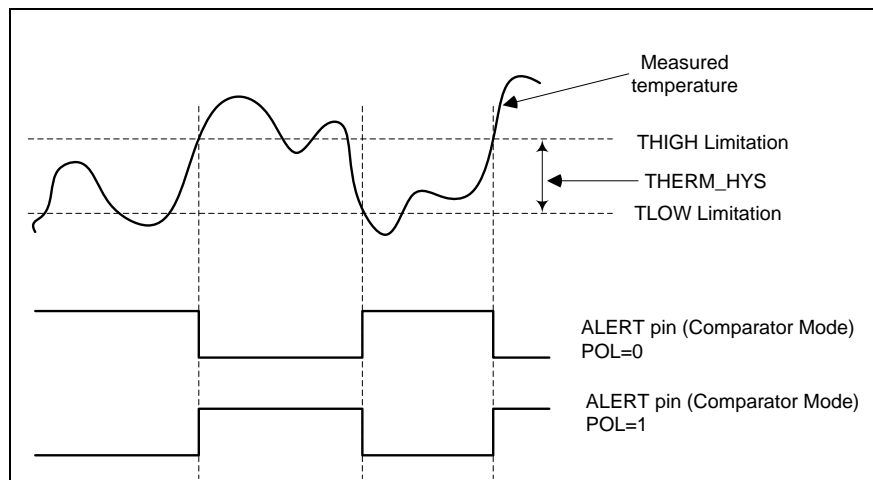 Measured
temperature
THIGH Limitation
THERM_HYS
TLOW Limitation
ALERT pin (Comparator Mode)
POL=0
ALERT pin (Comparator Mode)
POL=1